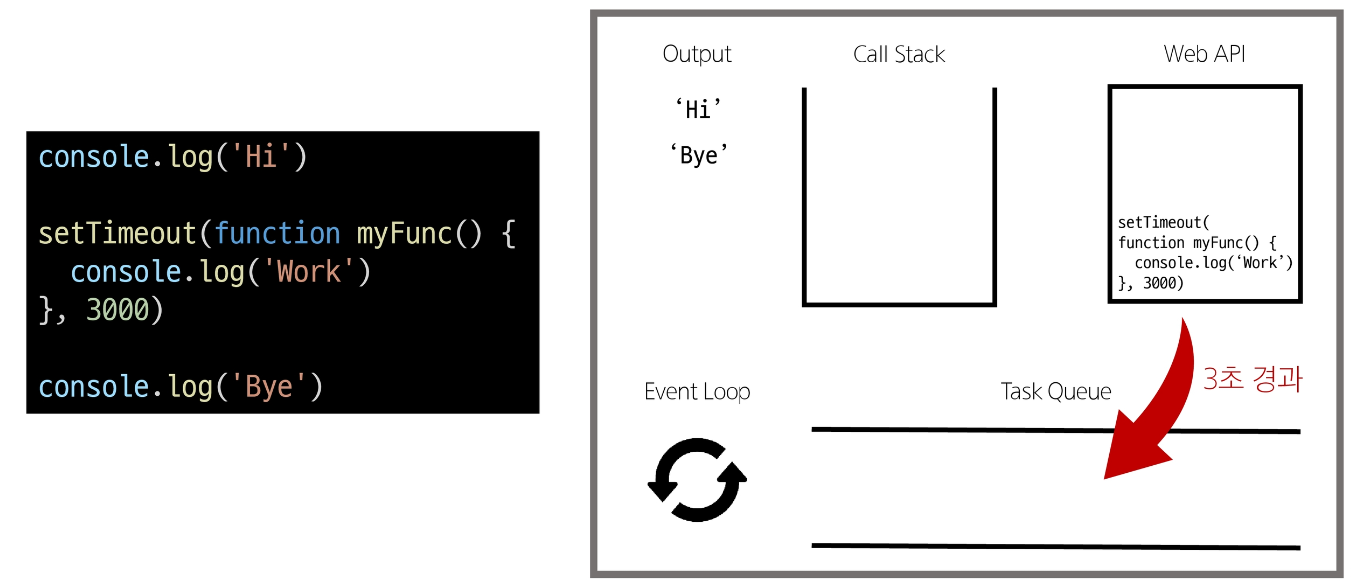 console.log('Hi')
setTimeout(function myFunc() {
  console.log('Work')
}, 3000)
console.log('Bye')
Output
Call Stack
Web API
‘Hi’
‘Bye’
setTimeout(
function myFunc() {
  console.log(‘Work’)
}, 3000)
3초 경과
Event Loop
Task Queue